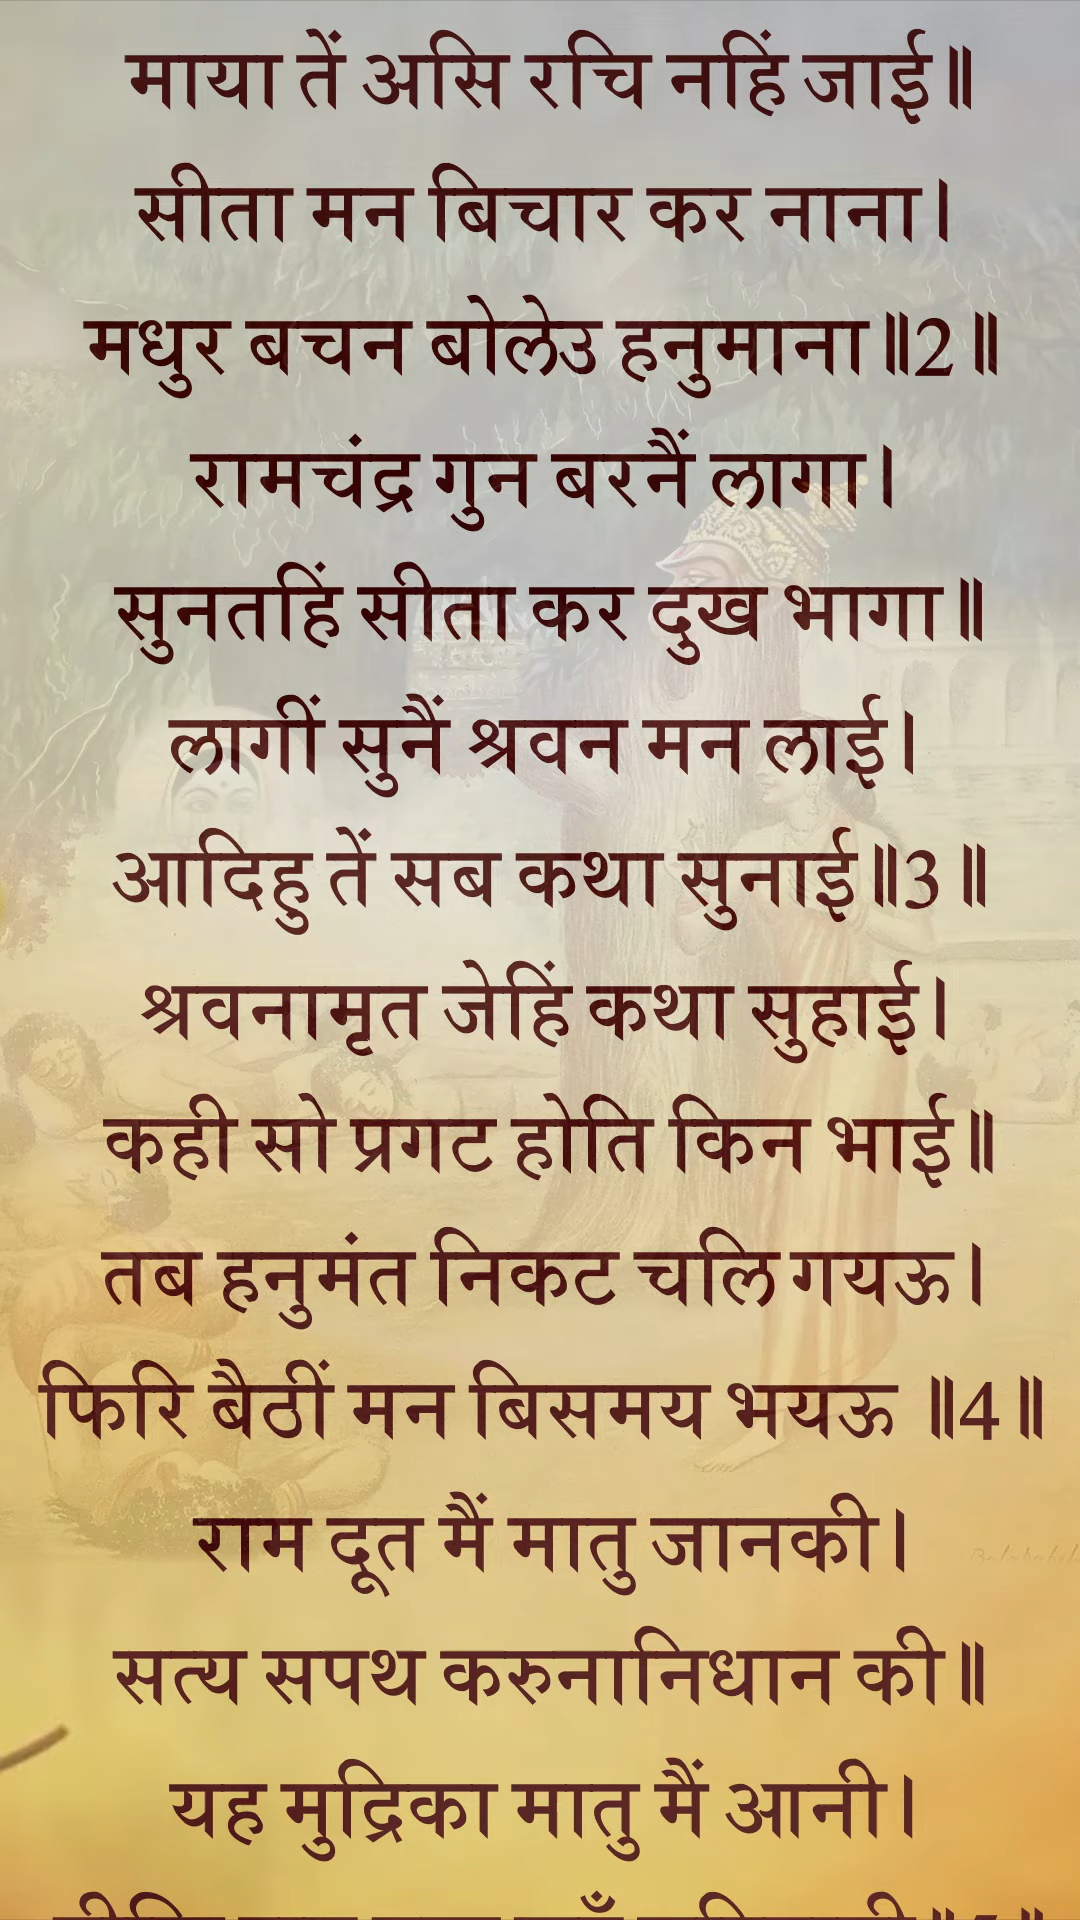 माया तें असि रचि नहिं जाई॥
सीता मन बिचार कर नाना।
मधुर बचन बोलेउ हनुमाना॥2॥
रामचंद्र गुन बरनैं लागा।
सुनतहिं सीता कर दुख भागा॥
लागीं सुनैं श्रवन मन लाई।
आदिहु तें सब कथा सुनाई॥3॥
श्रवनामृत जेहिं कथा सुहाई।
कही सो प्रगट होति किन भाई॥
तब हनुमंत निकट चलि गयऊ।
फिरि बैठीं मन बिसमय भयऊ ॥4॥
राम दूत मैं मातु जानकी।
सत्य सपथ करुनानिधान की॥
यह मुद्रिका मातु मैं आनी।